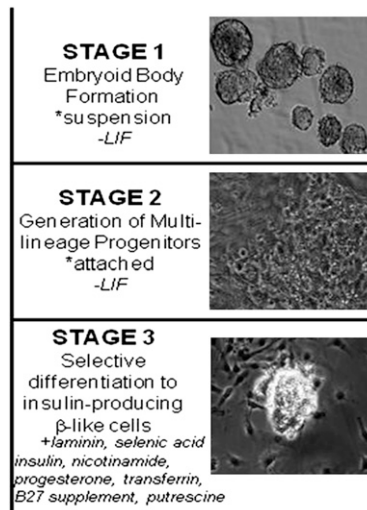 STAGE 1
Embryoid Body
Formation
*suspension
-LIF
STAGE 2
Generation of Multi-
lineage Progenitors
*attached
-LIF
STAGE 3
Selective
differentiation to
insulin-producing
β-like cells
+laminin, selenic acid
insulin, nicotinamide,
progesterone, transferrin,
B27 supplement, putrescine